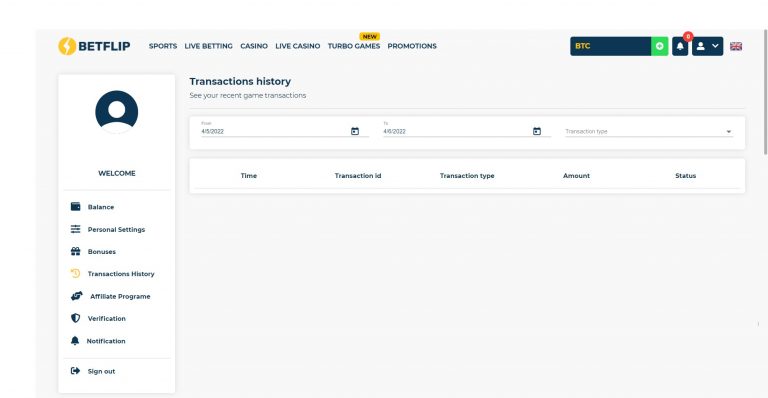 NEW
BETFLIP SPORTS LIVE BETTING CASINO LIVE CASINO TURBO GAMES PROMOTIONS BTC 0
Transactions history
See your recent game transactions
From To
4/5/2022 4/6/2022 Transaction type
WELCOME
Time Transaction id Transaction type Amount Status
Balance
Personal Settings
Bonuses
Transactions History
Affiliate Programe
Verification
Notification
Sign out